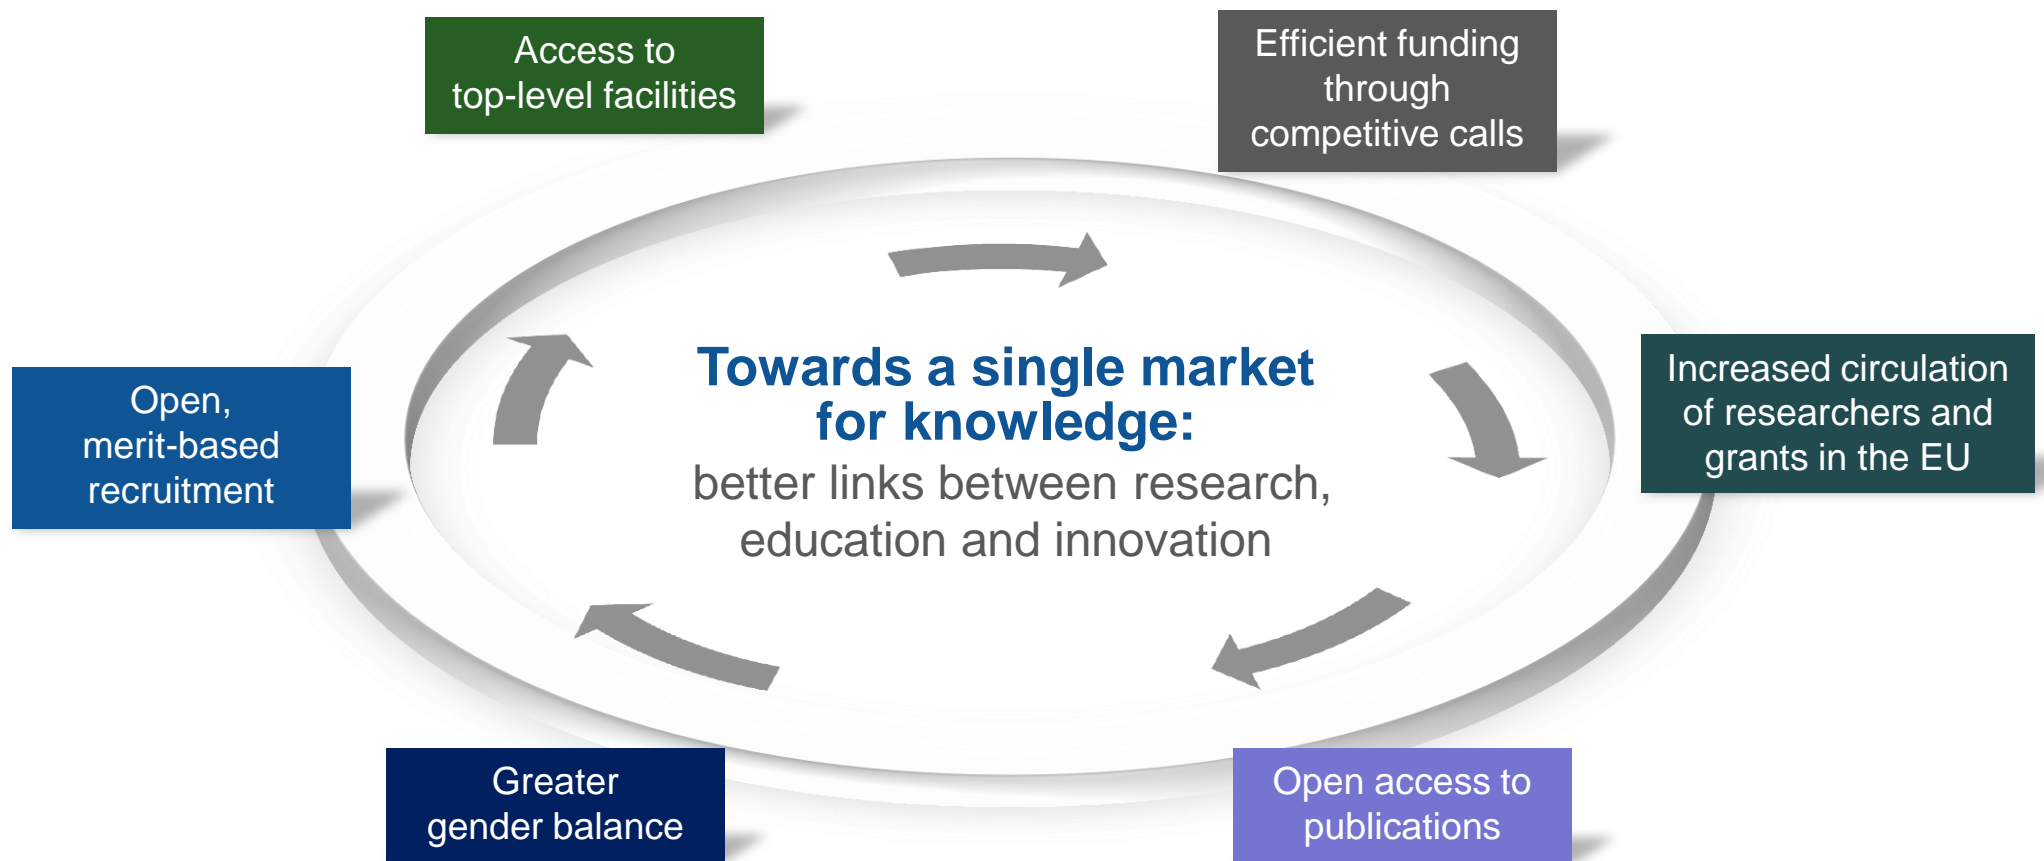 Access to
top-level facilities
Efficient funding
through
competitive calls
Towards a single market
for knowledge:
better links between research,
education and innovation
Increased circulation
of researchers and
grants in the EU
Open,
merit-based
recruitment
Greater
gender balance
Open access to
publications